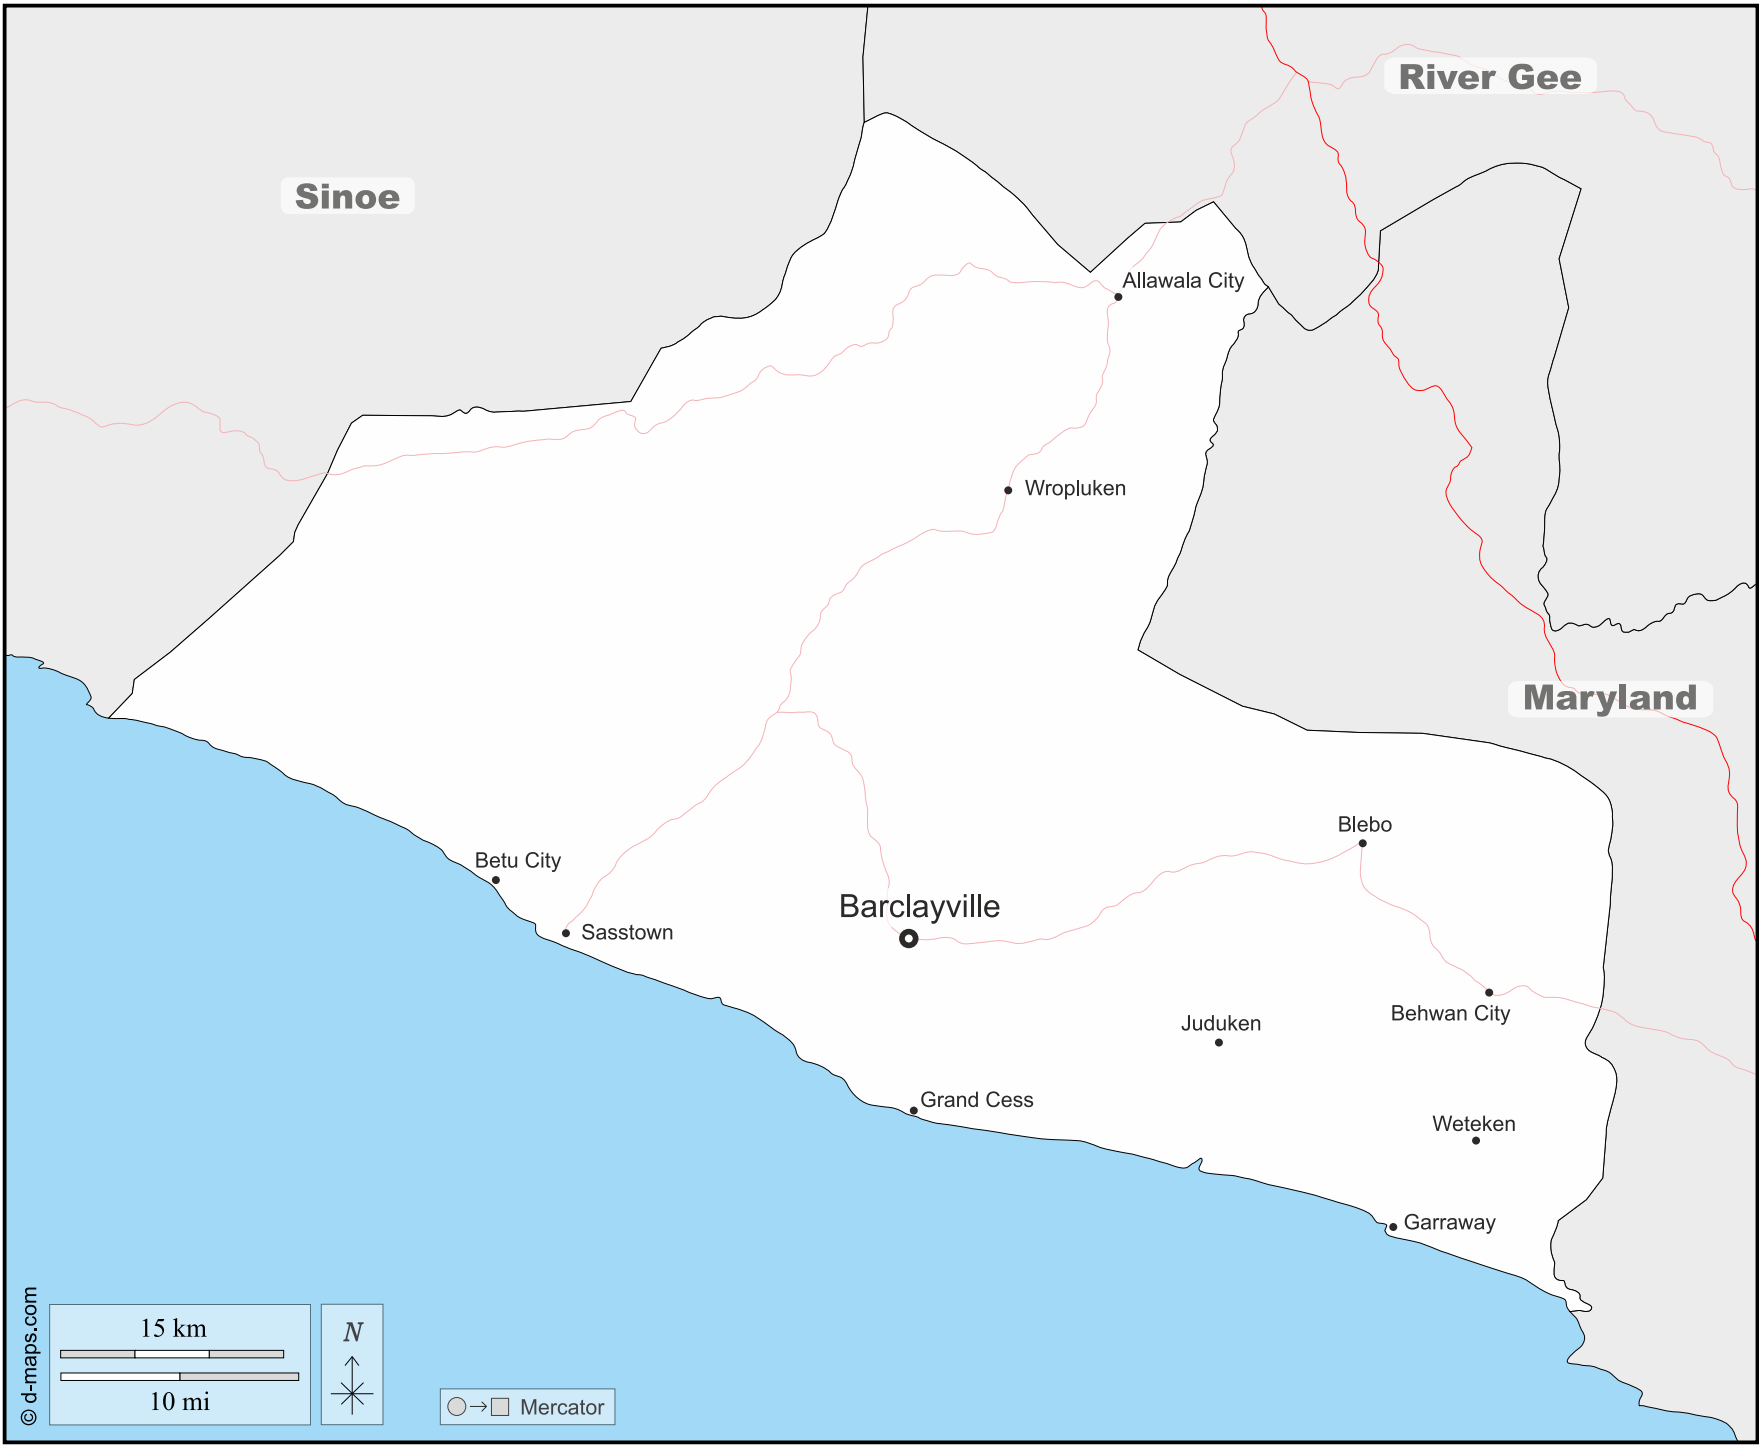 River Gee
Sinoe
Allawala City
Wropluken
Maryland
Blebo
Betu City
Barclayville
Sasstown
Behwan City
Juduken
Grand Cess
Weteken
Garraway
© d-maps.com
15 km
10 mi
N
Mercator